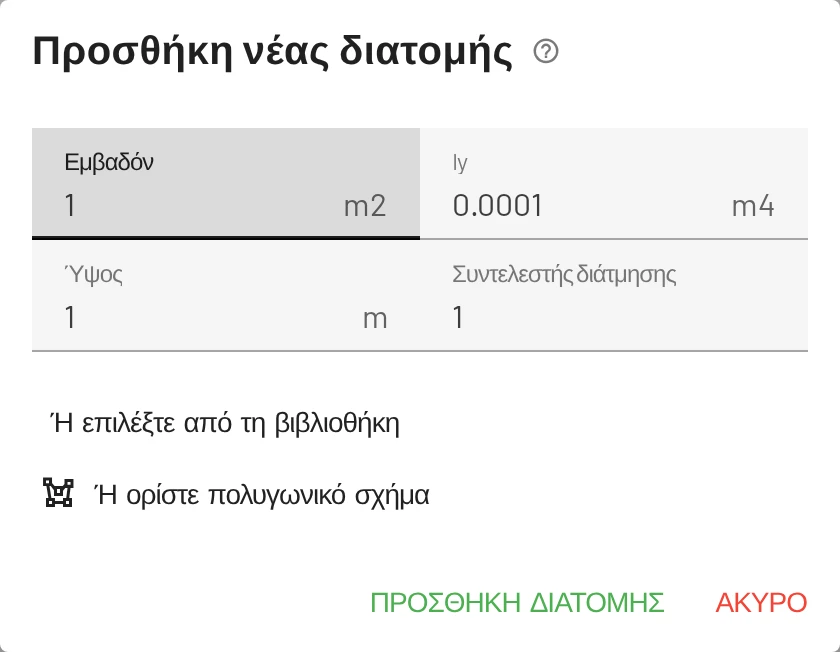 Προσθήκη νέας διατομής ?
Εμβαδόν
1 m2
Iy
0.0001 m4
Ύψος
1 m
Συντελεστής διάτμησης
1
Ή επιλέξτε από τη βιβλιοθήκη
Ή ορίστε πολυγωνικό σχήμα
ΠΡΟΣΘΗΚΗ ΔΙΑΤΟΜΗΣ ΑΚΥΡΟ